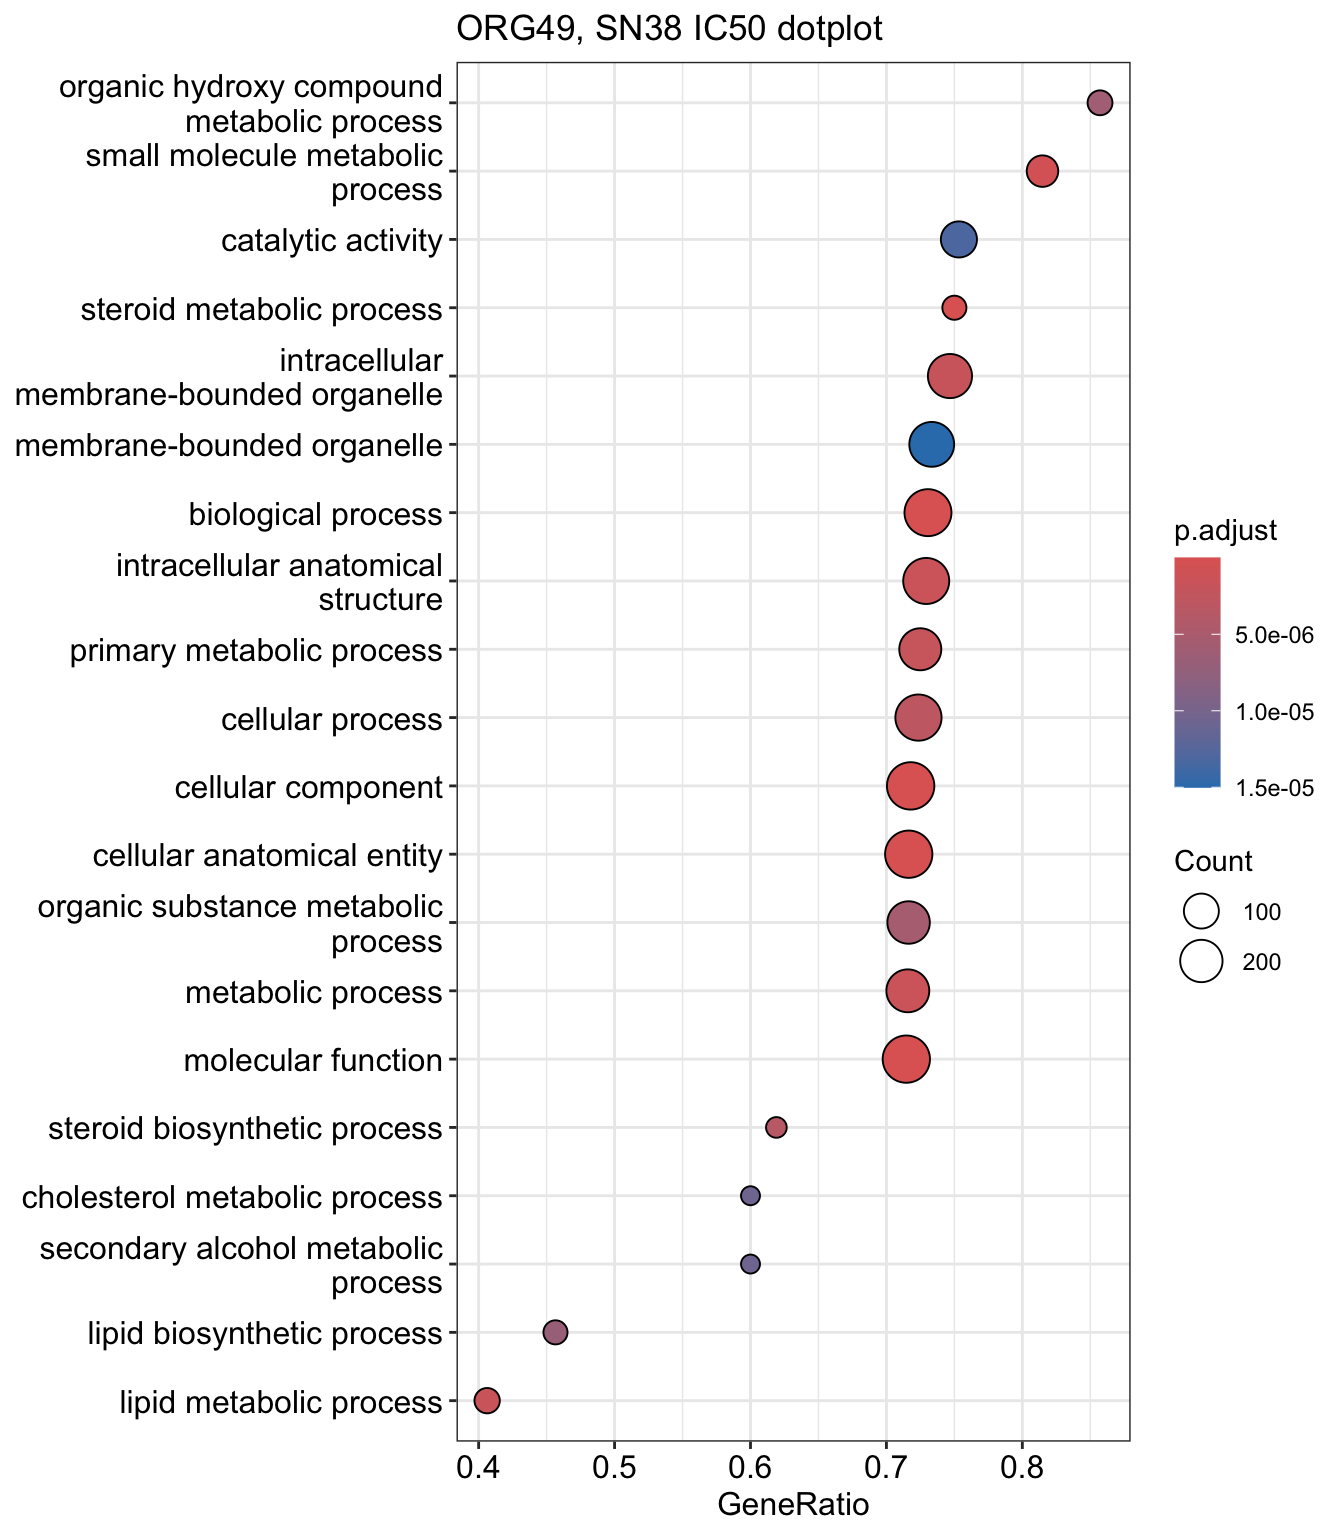 ORG49, SN38 IC50 dotplot
organic hydroxy compound
metabolic process
small molecule metabolic
process
catalytic activity
steroid metabolic process
intracellular
membrane-bounded organelle
membrane-bounded organelle
biological process
intracellular anatomical
structure
primary metabolic process
cellular process
cellular component
cellular anatomical entity
organic substance metabolic
process
metabolic process
molecular function
steroid biosynthetic process
cholesterol metabolic process
secondary alcohol metabolic
process
lipid biosynthetic process
lipid metabolic process
0.4 0.5 0.6 0.7 0.8
GeneRatio
p.adjust
5.0e-06
1.0e-05
1.5e-05
Count
100
200